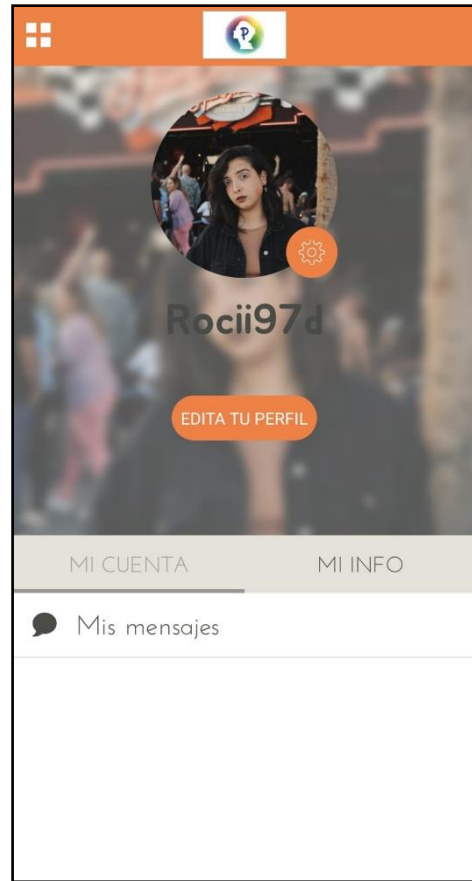 P
Rocii97d
EDITA TU PERFIL
MI CUENTA
MI INFO
Mis mensajes